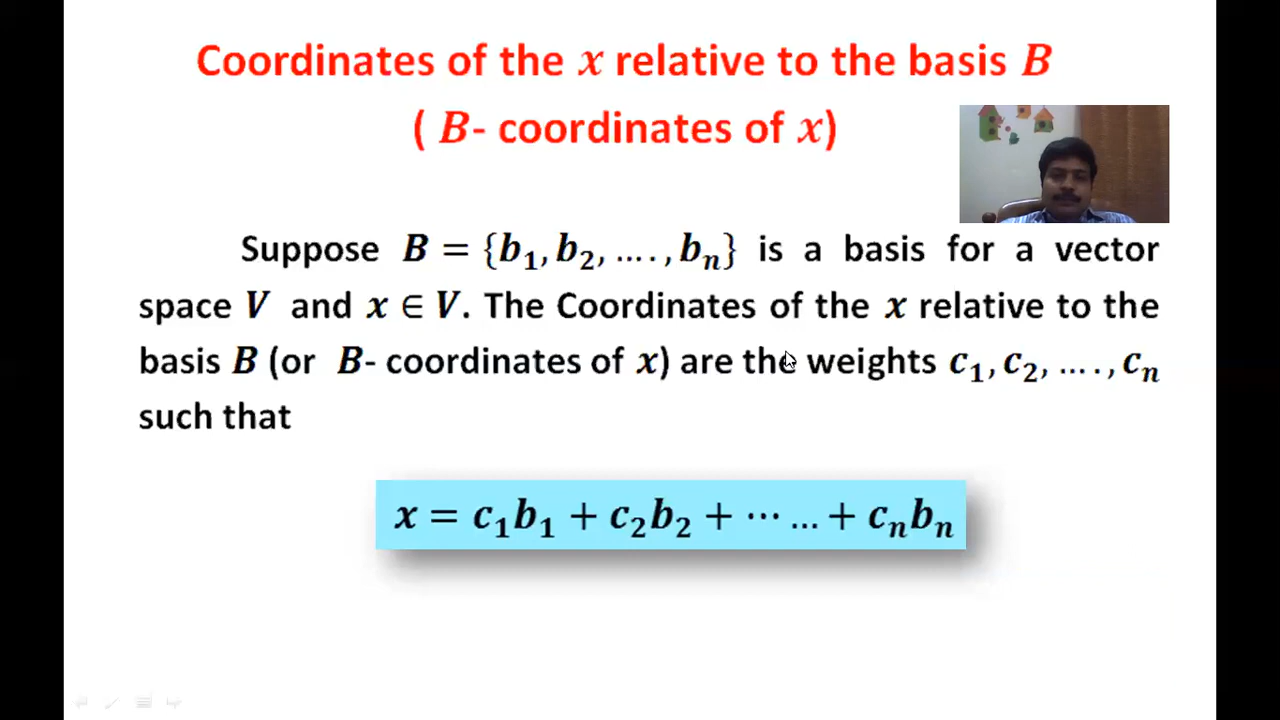 Coordinates of the x relative to the basis B
( B- coordinates of x)
Suppose B = {b₁, b₂, … . , bₙ} is a basis for a vector
space V and x ∈ V. The Coordinates of the x relative to the
basis B (or B- coordinates of x) are the weights c₁, c₂, … . , cₙ
such that
x = c₁b₁ + c₂b₂ + ⋯ … + cₙbₙ